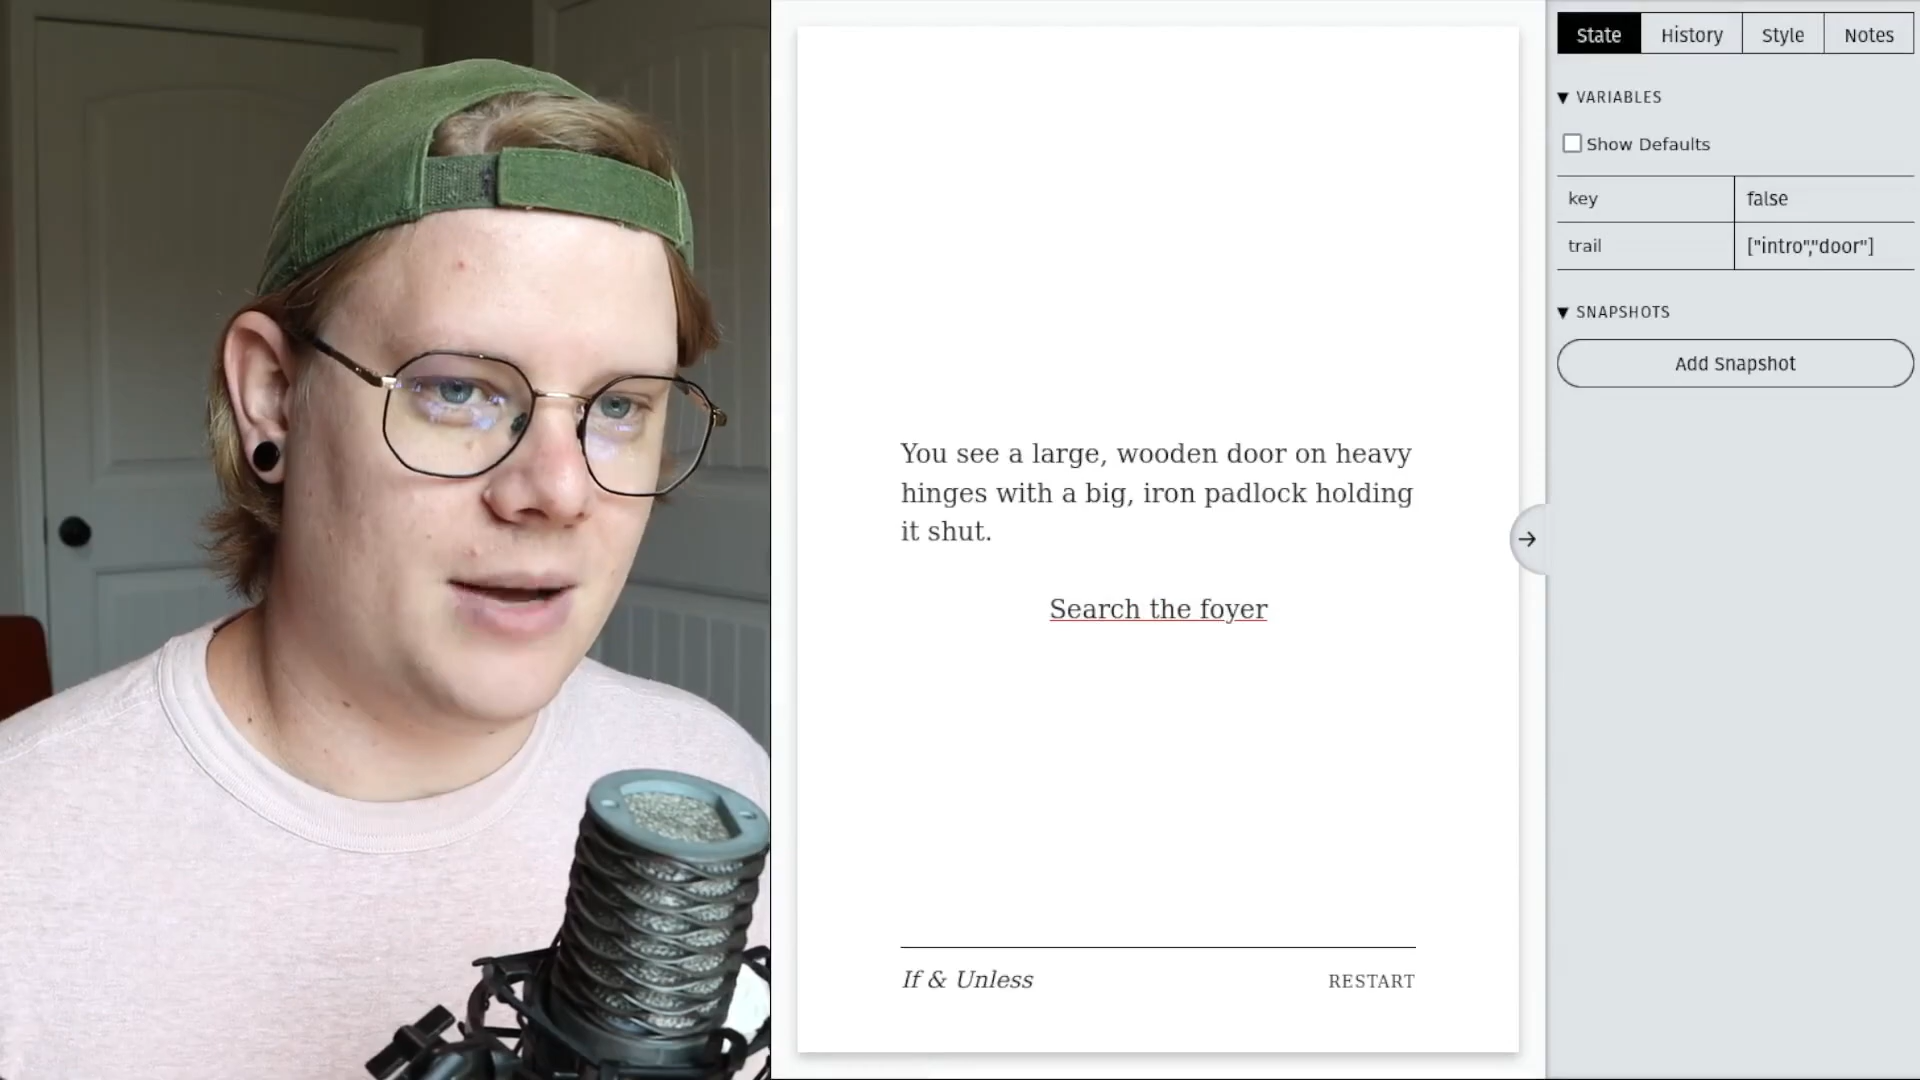 You see a large, wooden door on heavy
hinges with a big, iron padlock holding
it shut.
Search the foyer
If & Unless
RESTART
State
History
Style
Notes
▼ VARIABLES
Show Defaults
key
false
trail
["intro","door"]
▼ SNAPSHOTS
Add Snapshot